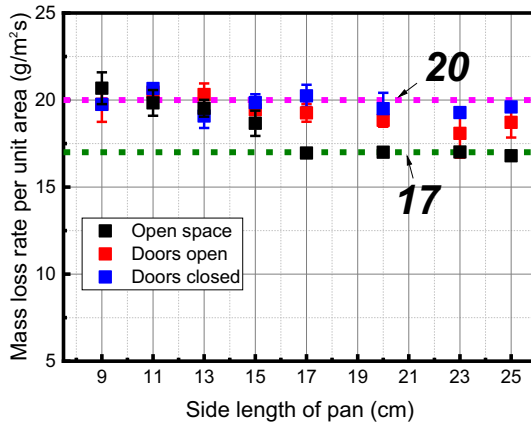 Mass loss rate per unit area (g/m²s)
25
20
15
10
5
20
17
Open space
Doors open
Doors closed
9 11 13 15 17 19 21 23 25
Side length of pan (cm)